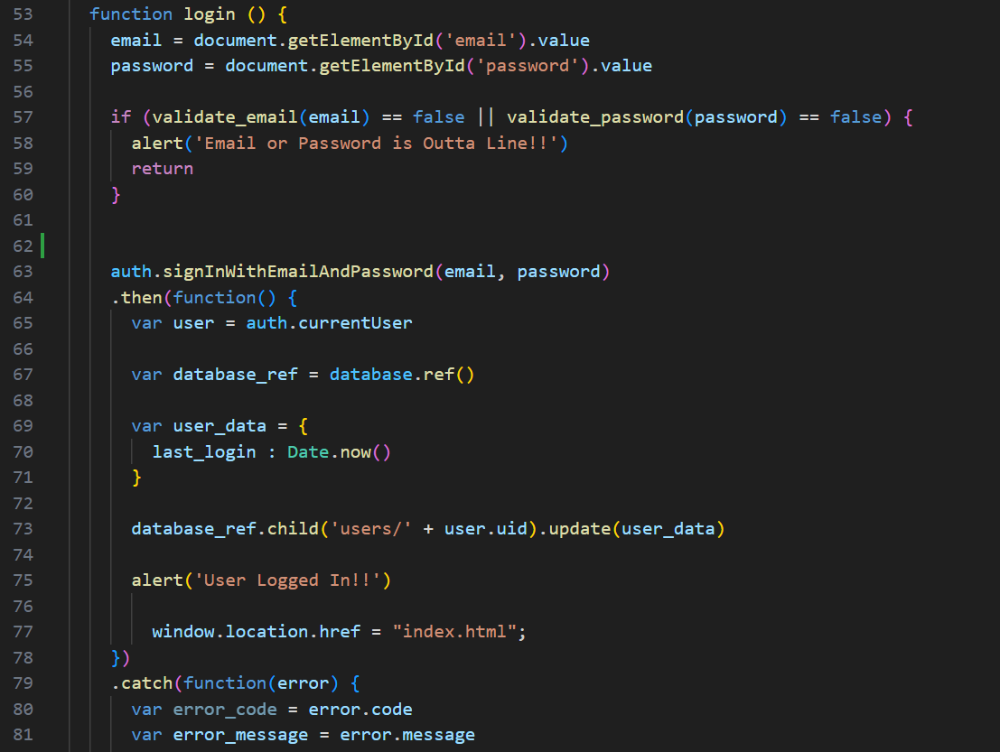 53 function login () {
54 email = document.getElementById('email').value
55 password = document.getElementById('password').value
56
57 if (validate_email(email) == false || validate_password(password) == false) {
58 alert('Email or Password is Outta Line!!')
59 return
60 }
61
62
63 auth.signInWithEmailAndPassword(email, password)
64 .then(function() {
65 var user = auth.currentUser
66
67 var database_ref = database.ref()
68
69 var user_data = {
70 last_login : Date.now()
71 }
72
73 database_ref.child('users/' + user.uid).update(user_data)
74
75 alert('User Logged In!!')
76
77 window.location.href = "index.html";
78 })
79 .catch(function(error) {
80 var error_code = error.code
81 var error_message = error.message